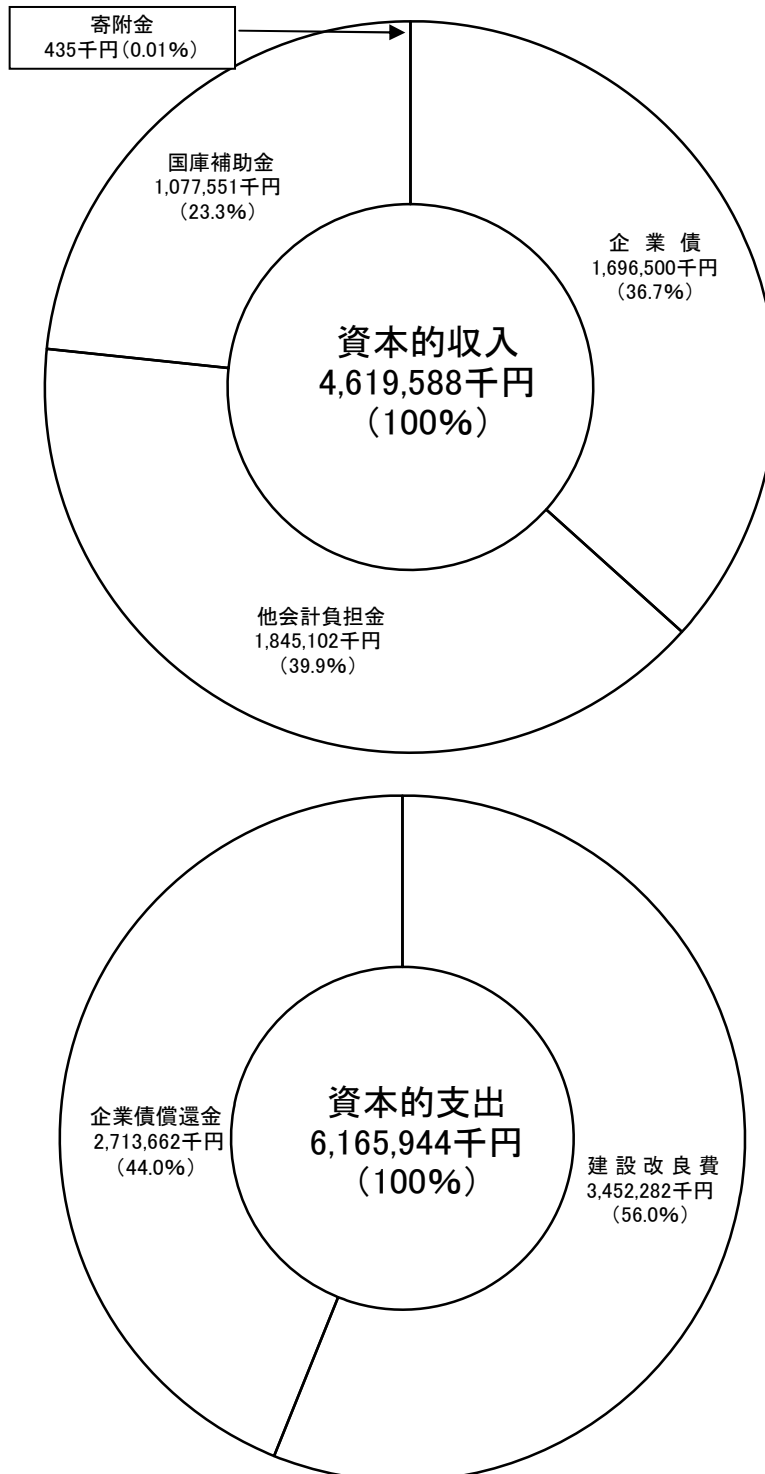 寄附金
435千円(0.01%)
国庫補助金
1,077,551千円
(23.3%)
企 業 債
1,696,500千円
(36.7%)
資本的収入
4,619,588千円
(100%)
他会計負担金
1,845,102千円
(39.9%)
企業債償還金
2,713,662千円
(44.0%)
資本的支出
6,165,944千円
(100%)
建 設 改 良 費
3,452,282千円
(56.0%)